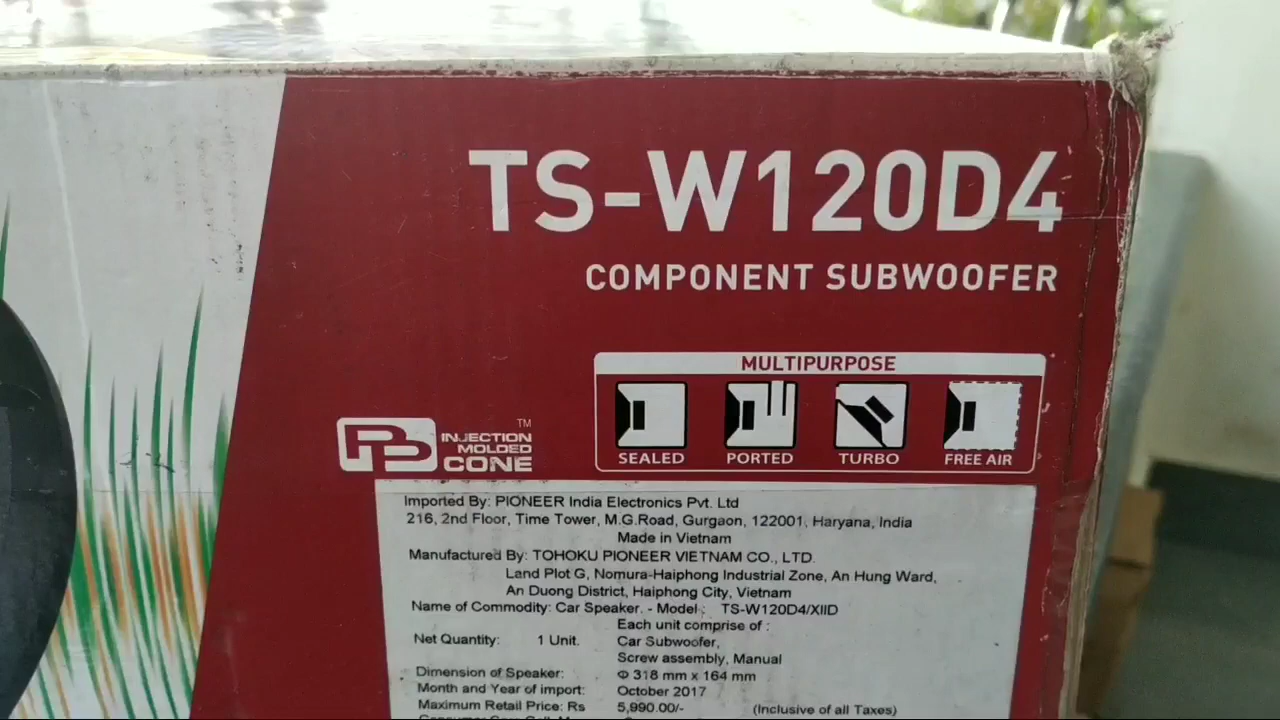 TS-W120D4
COMPONENT SUBWOOFER
MULTIPURPOSE
SEALED PORTED TURBO FREE AIR
INJECTION
MOLDED
CONE
TM
Imported By: PIONEER India Electronics Pvt. Ltd
216, 2nd Floor, Time Tower, M.G.Road, Gurgaon, 122001, Haryana, India
Made in Vietnam
Manufactured By: TOHOKU PIONEER VIETNAM CO., LTD.
Land Plot G, Nomura-Haiphong Industrial Zone, An Hung Ward,
An Duong District, Haiphong City, Vietnam
Name of Commodity: Car Speaker. - Model : TS-W120D4/XIID
Each unit comprise of :
Net Quantity: 1 Unit. Car Subwoofer,
Screw assembly, Manual
Dimension of Speaker: Φ 318 mm x 164 mm
Month and Year of import: October 2017
Maximum Retail Price: Rs 5,990.00/- (Inclusive of all Taxes)